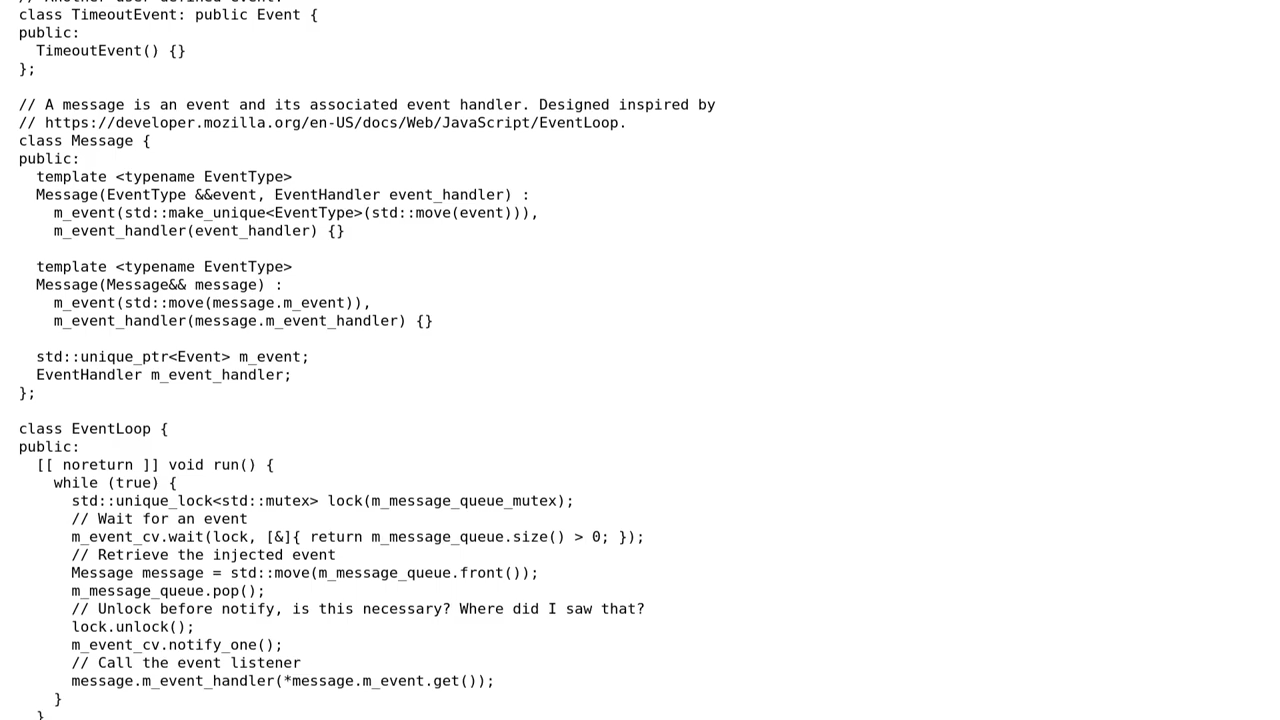 // Another user-defined event.
class TimeoutEvent: public Event {
public:
  TimeoutEvent() {}
};

// A message is an event and its associated event handler. Designed inspired by
// https://developer.mozilla.org/en-US/docs/Web/JavaScript/EventLoop.
class Message {
public:
  template <typename EventType>
  Message(EventType &&event, EventHandler event_handler) :
    m_event(std::make_unique<EventType>(std::move(event))),
    m_event_handler(event_handler) {}

  template <typename EventType>
  Message(Message&& message) :
    m_event(std::move(message.m_event)),
    m_event_handler(message.m_event_handler) {}

  std::unique_ptr<Event> m_event;
  EventHandler m_event_handler;
};

class EventLoop {
public:
  [[ noreturn ]] void run() {
    while (true) {
      std::unique_lock<std::mutex> lock(m_message_queue_mutex);
      // Wait for an event
      m_event_cv.wait(lock, [&]{ return m_message_queue.size() > 0; });
      // Retrieve the injected event
      Message message = std::move(m_message_queue.front());
      m_message_queue.pop();
      // Unlock before notify, is this necessary? Where did I saw that?
      lock.unlock();
      m_event_cv.notify_one();
      // Call the event listener
      message.m_event_handler(*message.m_event.get());
    }
  }